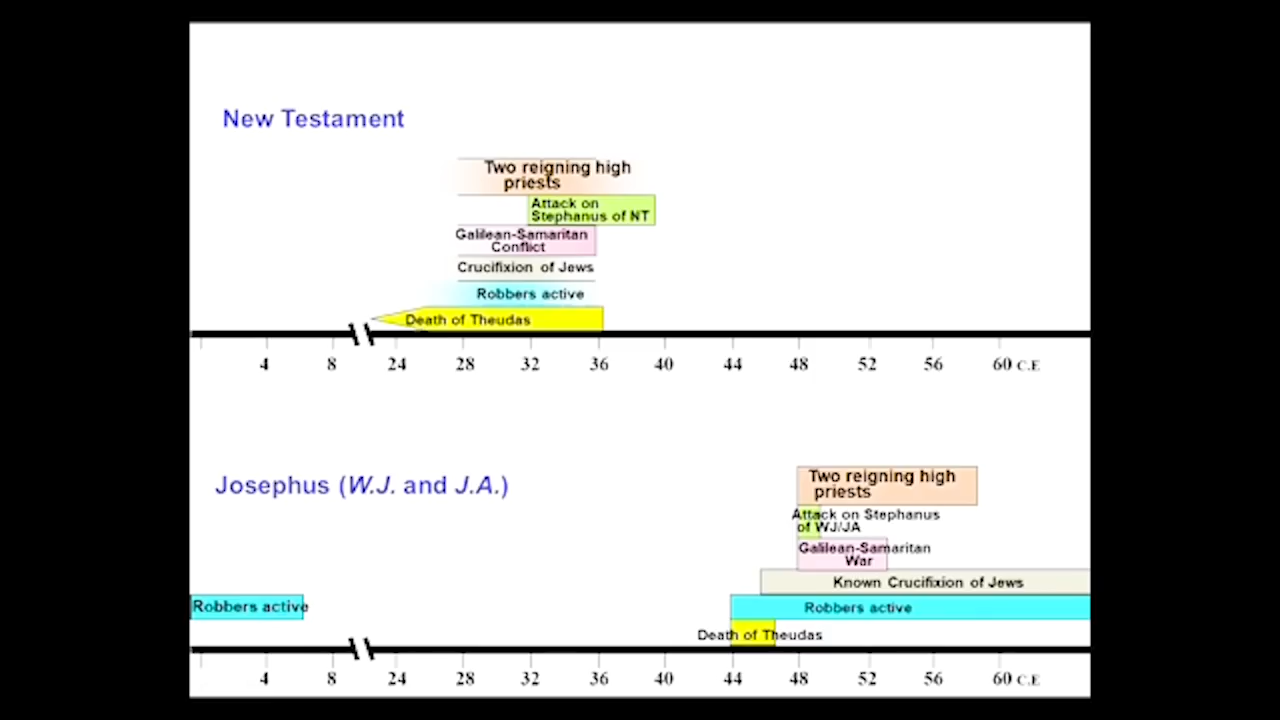 New Testament
Two reigning high
priests
Attack on
Stephanus of NT
Galilean-Samaritan
Conflict
Crucifixion of Jews
Robbers active
Death of Theudas
4 8 24 28 32 36 40 44 48 52 56 60 C.E
Josephus (W.J. and J.A.)
Two reigning high
priests
Attack on Stephanus
of WJ/JA
Galilean-Samaritan
War
Known Crucifixion of Jews
Robbers active Robbers active
Death of Theudas
4 8 24 28 32 36 40 44 48 52 56 60 C.E